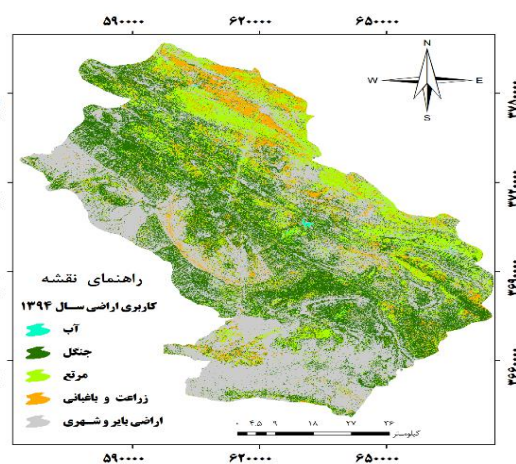 ۵۹۰۰۰۰ ۶۲۰۰۰۰ ۶۵۰۰۰۰
N
W E
S
۳۷۸۰۰۰۰
۳۷۲۰۰۰۰
۳۶۹۰۰۰۰
۳۶۶۰۰۰۰
راهنمای نقشه
کاربری اراضی سال ۱۳۹۴
آب
جنگل
مرتع
زراعت و باغبانی
اراضی بایر و شهری
۰ ۴.۵ ۹ ۱۸ ۲۷ ۳۶
کیلومتر
۵۹۰۰۰۰ ۶۲۰۰۰۰ ۶۵۰۰۰۰